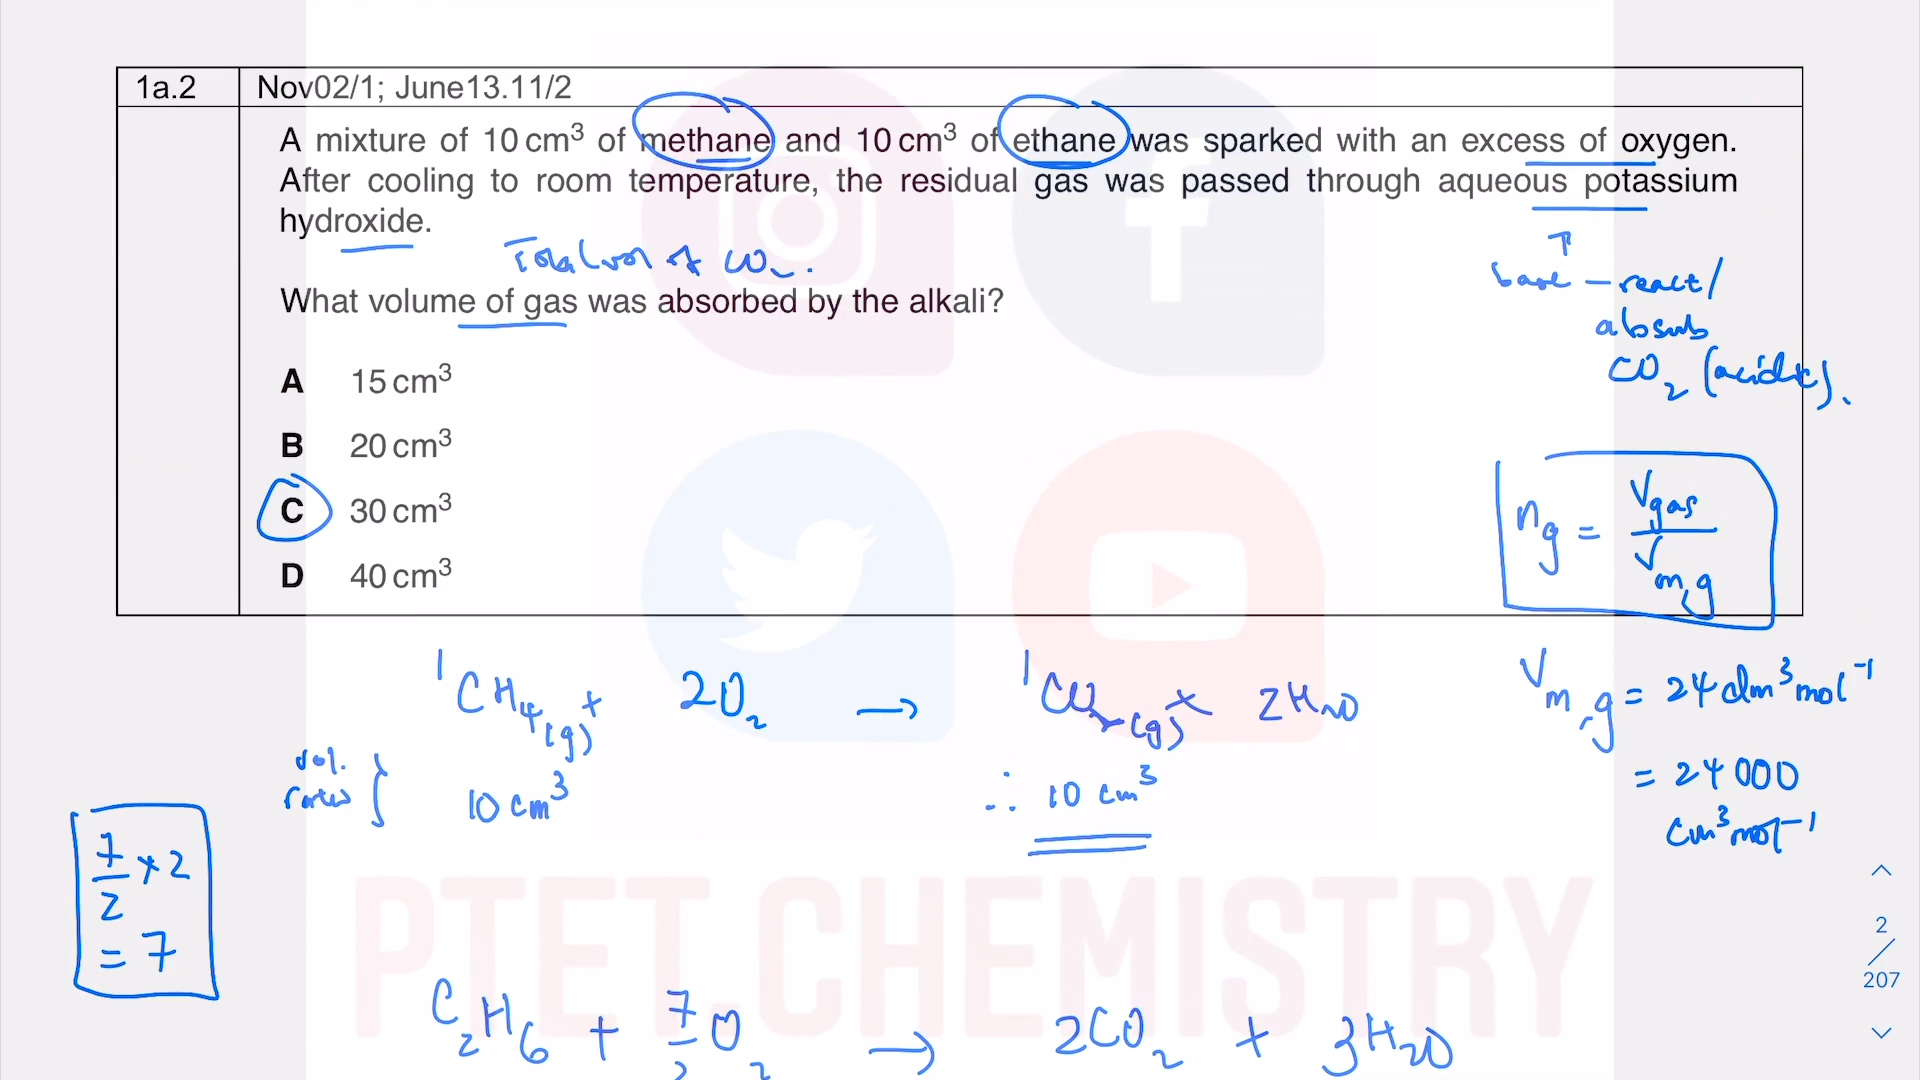 1a.2 Nov02/1; June13.11/2
A mixture of 10 cm³ of methane and 10 cm³ of ethane was sparked with an excess of oxygen.
After cooling to room temperature, the residual gas was passed through aqueous potassium
hydroxide.
Total vol of CO₂.
What volume of gas was absorbed by the alkali?
↑
base – react/
absorb
CO₂ (acidic).
A 15 cm³
B 20 cm³
C 30 cm³
D 40 cm³
n g = V gas / V m,g
1 CH₄(g) + 2O₂ → 1 CO₂(g) + 2H₂O
V m,g = 24 dm³ mol⁻¹
= 24 000
cm³ mol⁻¹
vol.
ratio } 10 cm³ ∴ 10 cm³
7/2 × 2
= 7
PTET.CHEMISTRY
2
/
207
C₂H₆ + 7/2 O₂ → 2CO₂ + 3H₂O